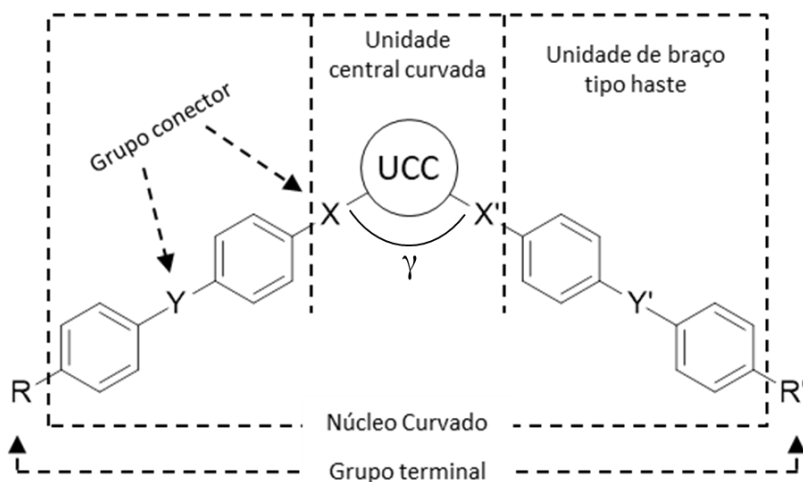 Unidade
central curvada
Unidade de braço
tipo haste
Grupo conector
UCC
X
X'
γ
Y
Y'
R
R'
Núcleo Curvado
Grupo terminal